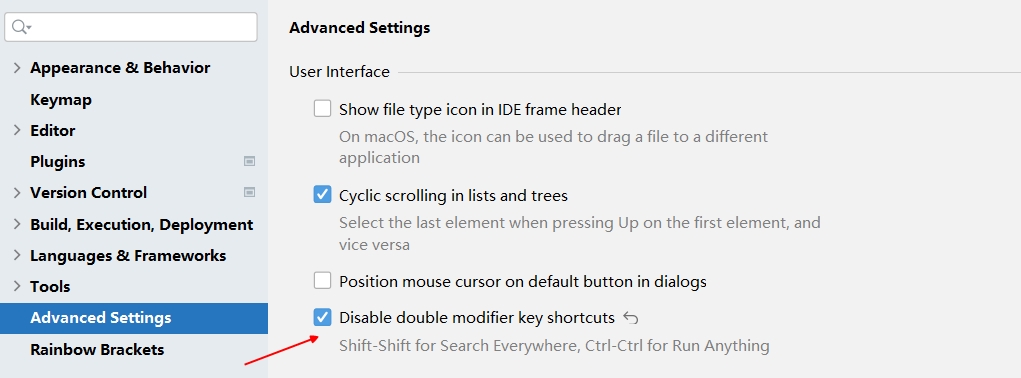 Appearance & Behavior
Keymap
Editor
Plugins
Version Control
Build, Execution, Deployment
Languages & Frameworks
Tools
Advanced Settings
Rainbow Brackets
Advanced Settings
User Interface
Show file type icon in IDE frame header
On macOS, the icon can be used to drag a file to a different
application
Cyclic scrolling in lists and trees
Select the last element when pressing Up on the first element, and
vice versa
Position mouse cursor on default button in dialogs
Disable double modifier key shortcuts
Shift-Shift for Search Everywhere, Ctrl-Ctrl for Run Anything